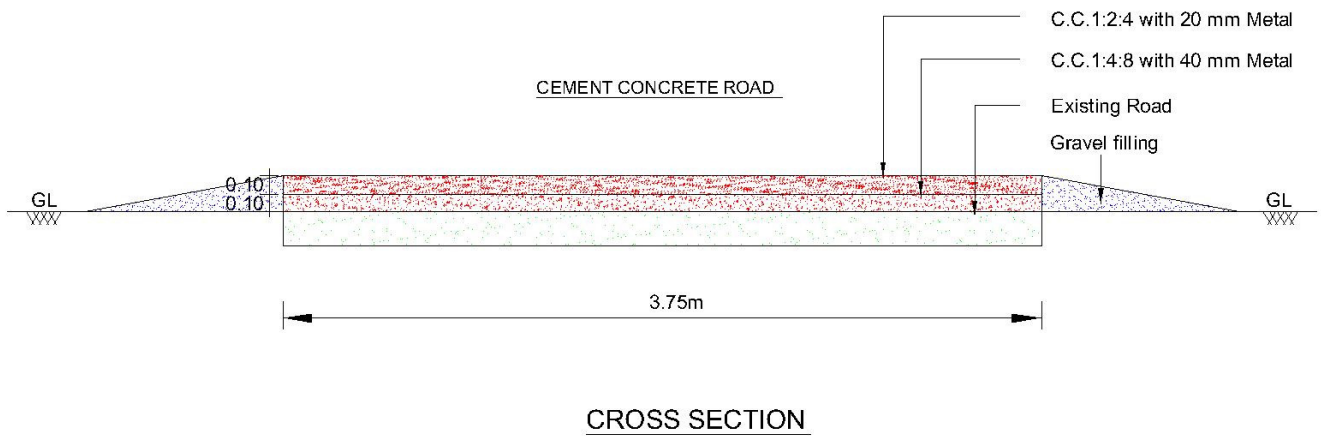 C.C.1:2:4 with 20 mm Metal
C.C.1:4:8 with 40 mm Metal
CEMENT CONCRETE ROAD
Existing Road
Gravel filling
0.10
0.10
GL
GL
3.75m
CROSS SECTION